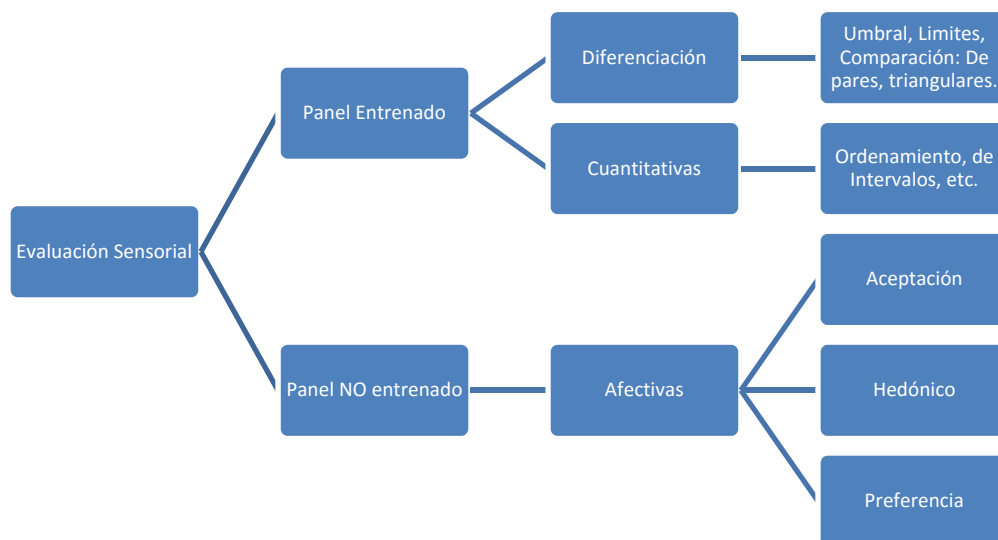 Evaluación Sensorial
Panel Entrenado
Diferenciación
Umbral, Limites,
Comparación: De
pares, triangulares.
Cuantitativas
Ordenamiento, de
Intervalos, etc.
Panel NO entrenado
Afectivas
Aceptación
Hedónico
Preferencia